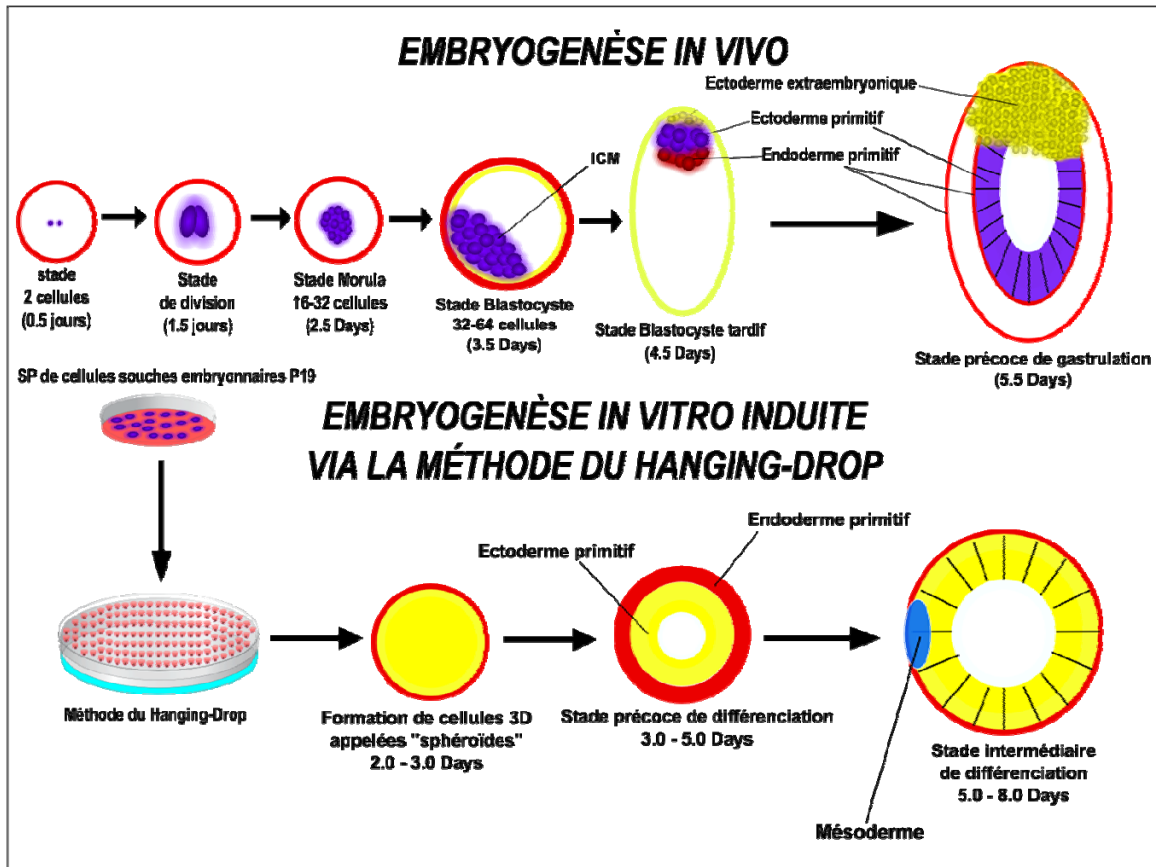 EMBRYOGENÈSE IN VIVO
Ectoderme extraembryonique
Ectoderme primitif
Endoderme primitif
ICM
stade
2 cellules
(0.5 jours)
Stade
de division
(1.5 jours)
Stade Morula
16-32 cellules
(2.5 Days)
Stade Blastocyste
32-64 cellules
(3.5 Days)
Stade Blastocyste tardif
(4.5 Days)
Stade précoce de gastrulation
(5.5 Days)
SP de cellules souches embryonnaires P19
EMBRYOGENÈSE IN VITRO INDUITE
VIA LA MÉTHODE DU HANGING-DROP
Ectoderme primitif
Endoderme primitif
Méthode du Hanging-Drop
Formation de cellules 3D
appelées "sphéroïdes"
2.0 - 3.0 Days
Stade précoce de différenciation
3.0 - 5.0 Days
Stade intermédiaire
de différenciation
5.0 - 8.0 Days
Mésoderme